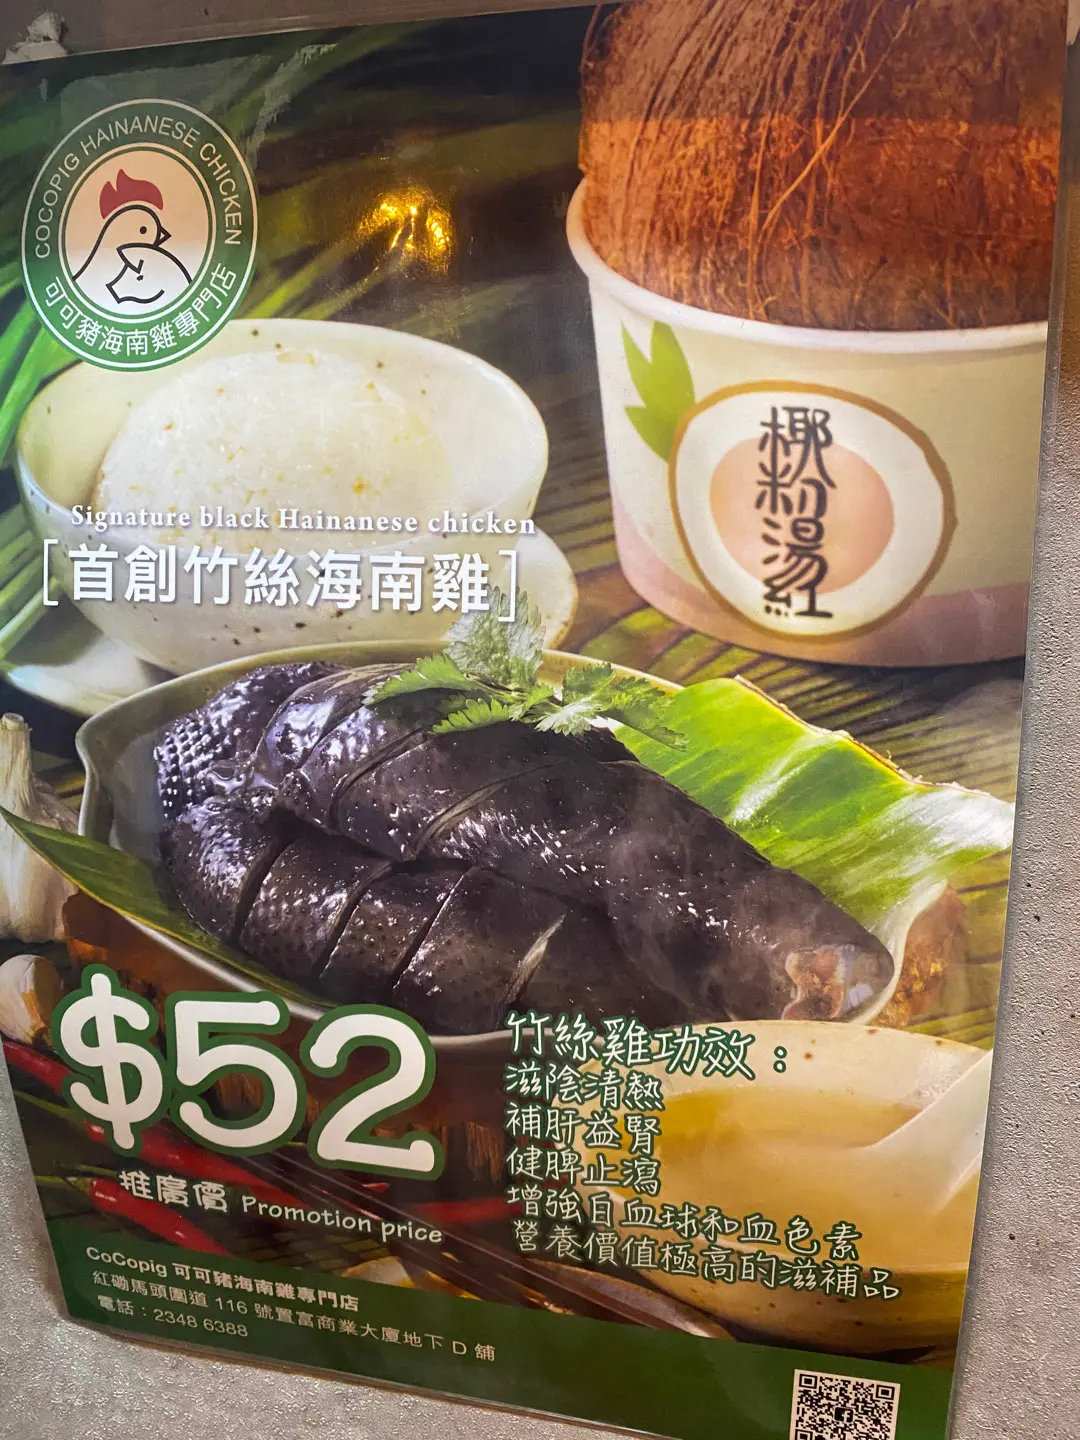 COCOPIG HAINANESE CHICKEN
可可豬海南雞專門店
椰粉湯紅
Signature black Hainanese chicken
[首創竹絲海南雞]
$52
推廣價 Promotion price
竹絲雞功效：
滋陰清熱
補肝益腎
健脾止瀉
增強自血球和血色素
營養價值極高的滋補品
CoCopig 可可豬海南雞專門店
紅磡馬頭圍道 116 號置富商業大廈地下 D 舖
電話：2348 6388